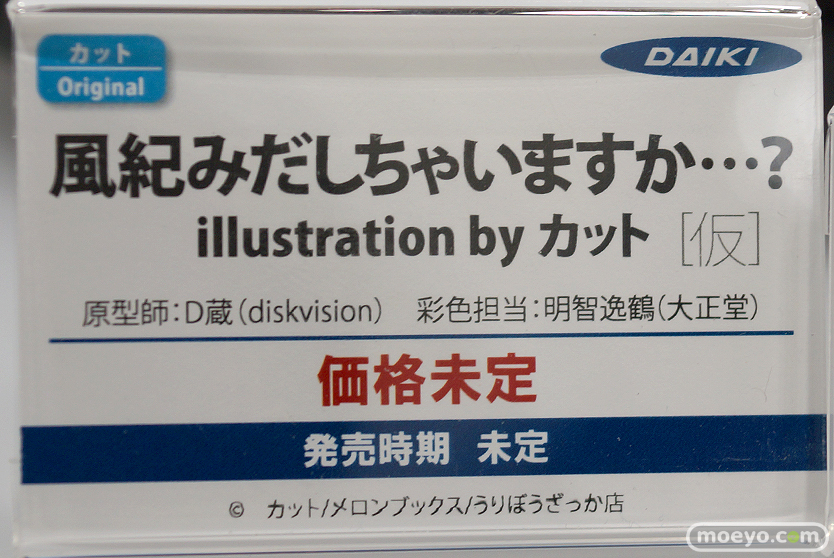 カット
Original
DAIKI
風紀みだしちゃいますか…?
illustration by カット [仮]
原型師:D蔵(diskvision) 彩色担当:明智逸鶴(大正堂)
価格未定
発売時期 未定
© カット/メロンブックス/うりぼうざっか店
moeyo.com